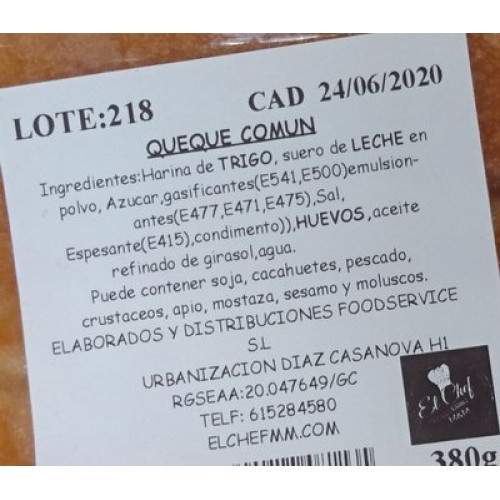 LOTE:218
CAD 24/06/2020
QUEQUE COMUN
Ingredientes:Harina de TRIGO, suero de LECHE en
polvo, Azucar,gasificantes(E541,E500)emulsion-
antes(E477,E471,E475),Sal,
Espesante(E415),condimento)),HUEVOS,aceite
refinado de girasol,agua.
Puede contener soja, cacahuetes, pescado,
crustaceos, apio, mostaza, sesamo y moluscos.
ELABORADOS Y DISTRIBUCIONES FOODSERVICE
S.L
URBANIZACION DIAZ CASANOVA H1
RGSEAA:20.047649/GC
TELF: 615284580
ELCHEFMM.COM
El Chef
380g